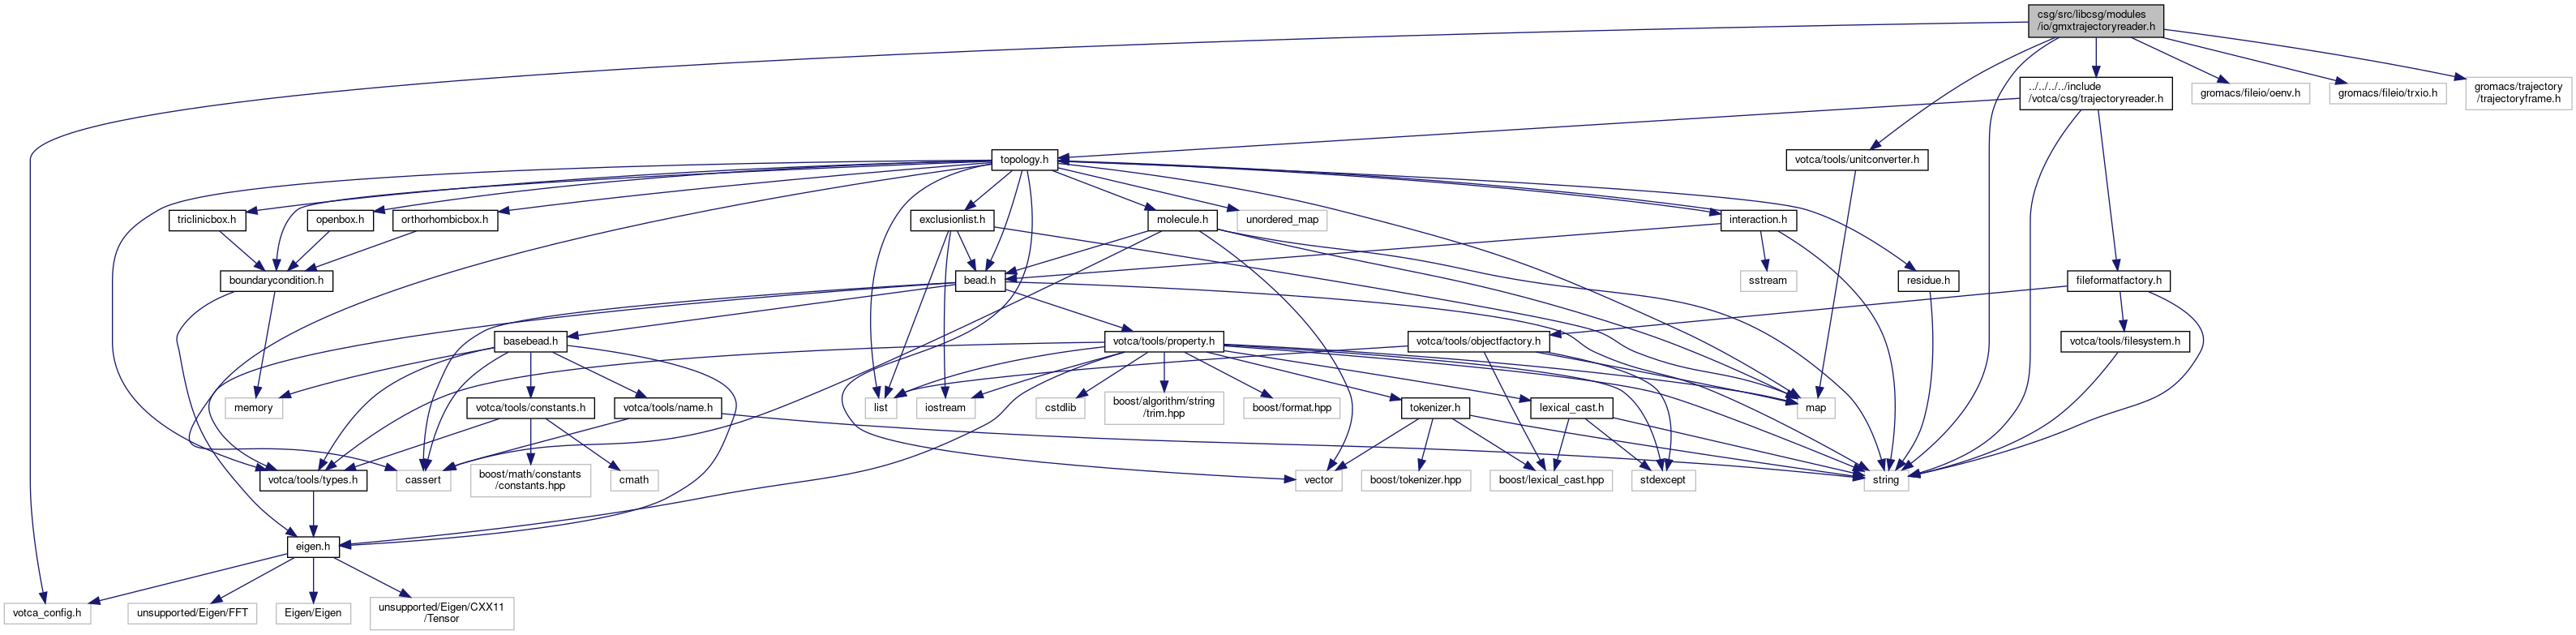 csg/src/libcsg/modules
/io/gmxtrajectoryreader.h
../../../../include
/votca/csg/trajectoryreader.h
gromacs/fileio/oenv.h
gromacs/fileio/trxio.h
gromacs/trajectory
/trajectoryframe.h
topology.h
votca/tools/unitconverter.h
triclinicbox.h
openbox.h
orthorhombicbox.h
exclusionlist.h
molecule.h
unordered_map
interaction.h
boundarycondition.h
bead.h
sstream
residue.h
fileformatfactory.h
basebead.h
votca/tools/property.h
votca/tools/objectfactory.h
votca/tools/filesystem.h
memory
votca/tools/constants.h
votca/tools/name.h
list
iostream
cstdlib
boost/algorithm/string
/trim.hpp
boost/format.hpp
tokenizer.h
lexical_cast.h
map
votca/tools/types.h
cassert
boost/math/constants
/constants.hpp
cmath
vector
boost/tokenizer.hpp
boost/lexical_cast.hpp
stdexcept
string
eigen.h
votca_config.h
unsupported/Eigen/FFT
Eigen/Eigen
unsupported/Eigen/CXX11
/Tensor